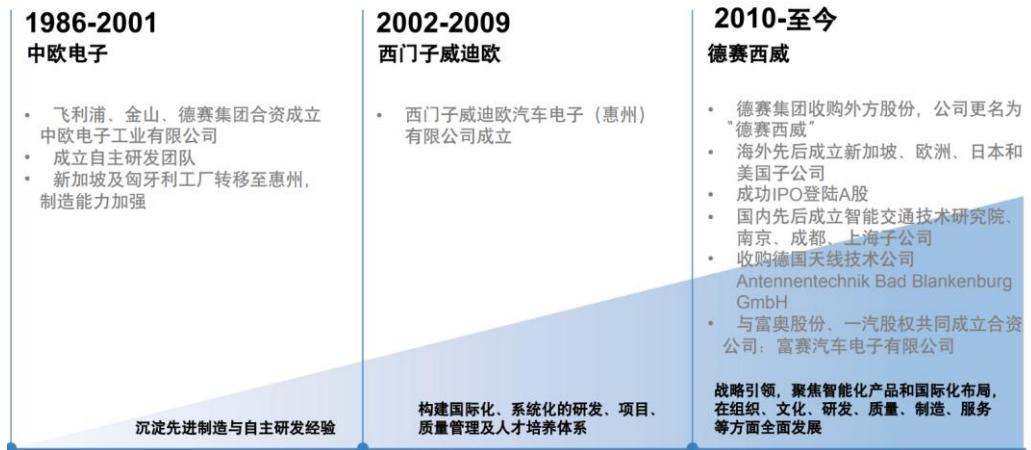 1986-2001
中欧电子
• 飞利浦、金山、德赛集团合资成立
中欧电子工业有限公司
• 成立自主研发团队
• 新加坡及匈牙利工厂转移至惠州，
制造能力加强
沉淀先进制造与自主研发经验
2002-2009
西门子威迪欧
• 西门子威迪欧汽车电子（惠州）
有限公司成立
构建国际化、系统化的研发、项目、
质量管理及人才培养体系
2010-至今
德赛西威
• 德赛集团收购外方股份，公司更名为
“德赛西威”
• 海外先后成立新加坡、欧洲、日本和
美国子公司
• 成功IPO登陆A股
• 国内先后成立智能交通技术研究院、
南京、成都、上海子公司
• 收购德国天线技术公司
Antennentechnik Bad Blankenburg
GmbH
• 与富奥股份、一汽股权共同成立合资
公司：富赛汽车电子有限公司
战略引领，聚焦智能化产品和国际化布局，
在组织、文化、研发、质量、制造、服务
等方面全面发展